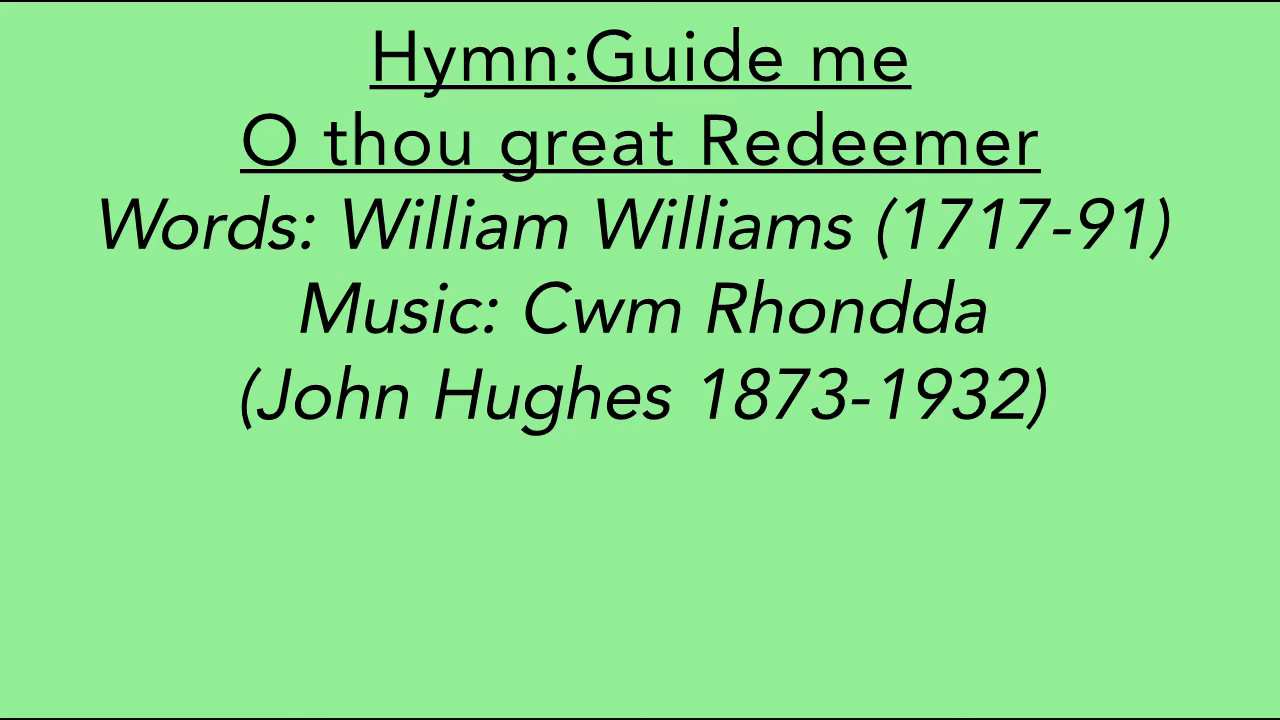 Hymn:Guide me
O thou great Redeemer
Words: William Williams (1717-91)
Music: Cwm Rhondda
(John Hughes 1873-1932)